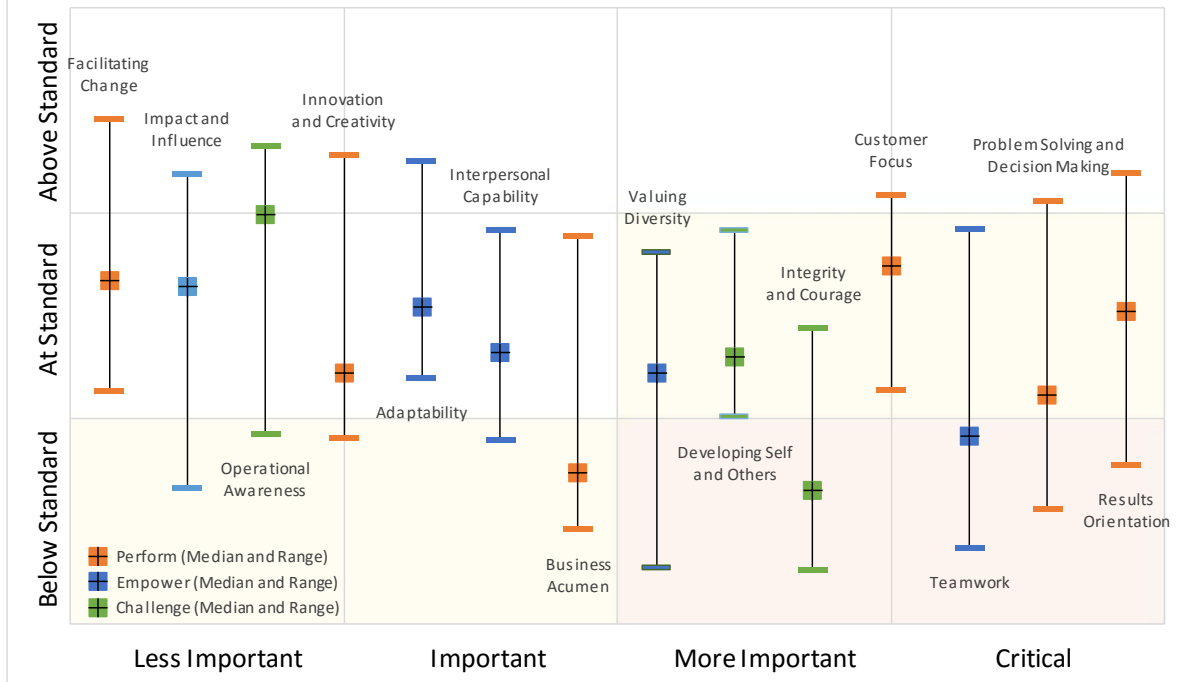 Above Standard
At Standard
Below Standard
Facilitating
Change
Impact and
Influence
Innovation
and Creativity
Interpersonal
Capability
Adaptability
Operational
Awareness
Business
Acumen
Valuing
Diversity
Developing Self
and Others
Integrity
and Courage
Customer
Focus
Problem Solving and
Decision Making
Results
Orientation
Teamwork
Perform (Median and Range)
Empower (Median and Range)
Challenge (Median and Range)
Less Important
Important
More Important
Critical